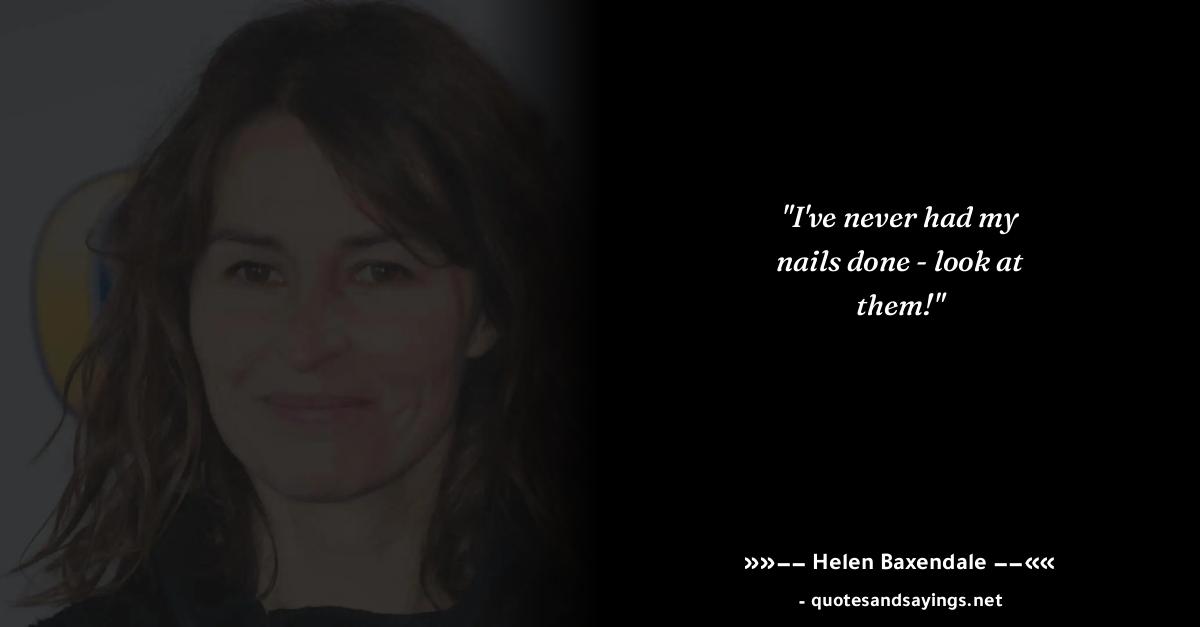 "I've never had my
nails done - look at
them!"
»»-- Helen Baxendale --««
- quotesandsayings.net